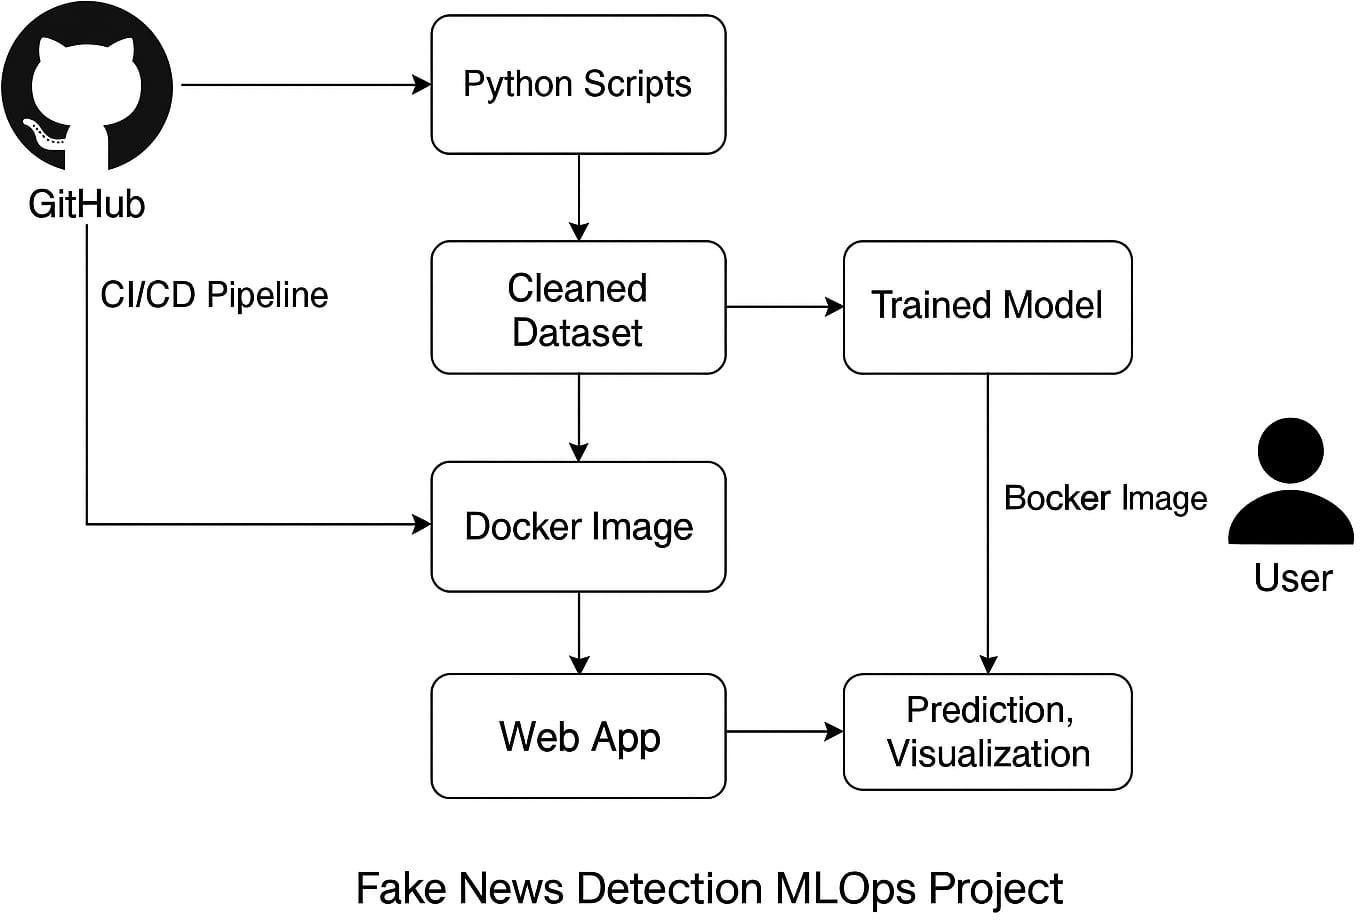 Python Scripts
GitHub
CI/CD Pipeline
Cleaned
Dataset
Trained Model
Docker Image
Bocker Image
User
Web App
Prediction,
Visualization
Fake News Detection MLOps Project